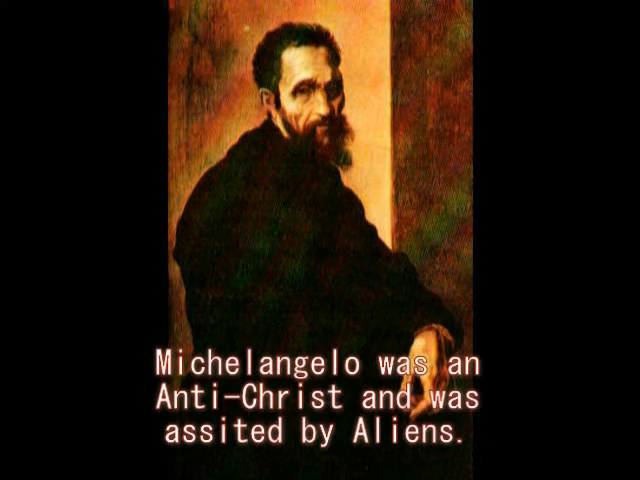 Michelangelo was an
Anti-Christ and was
assited by Aliens.